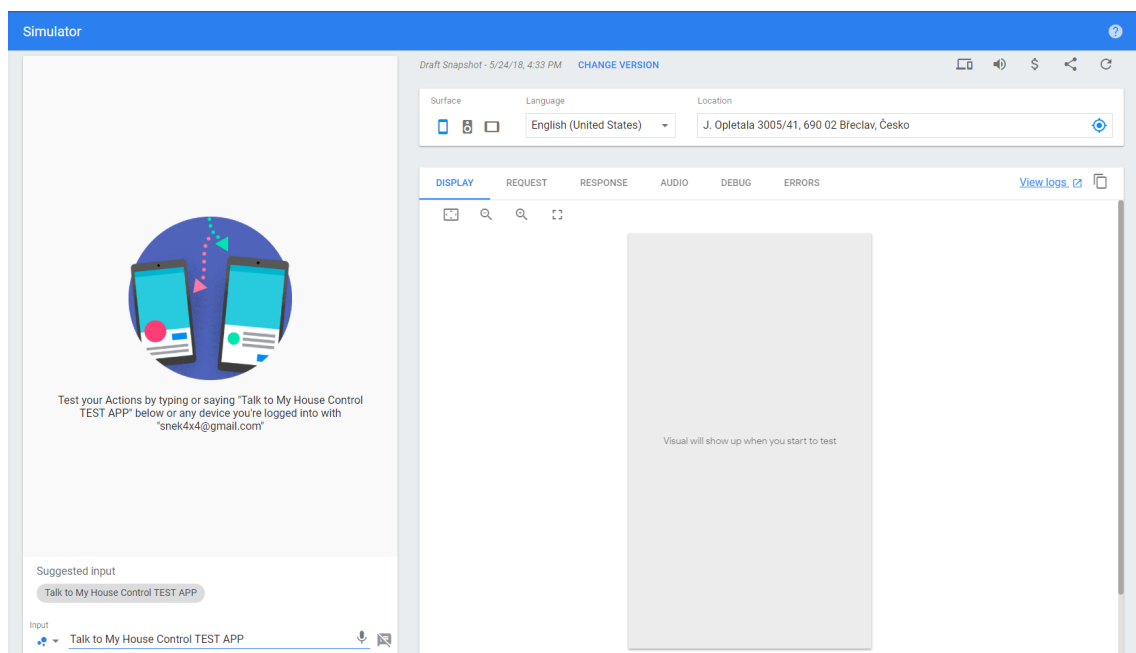 Simulator
Draft Snapshot - 5/24/18, 4:33 PM CHANGE VERSION
Surface Language Location
English (United States) J. Opletala 3005/41, 690 02 Břeclav, Česko
DISPLAY REQUEST RESPONSE AUDIO DEBUG ERRORS View logs
Visual will show up when you start to test
Test your Actions by typing or saying "Talk to My House Control
TEST APP" below or any device you're logged into with
"snek4x4@gmail.com"
Suggested input
Talk to My House Control TEST APP
Input
Talk to My House Control TEST APP